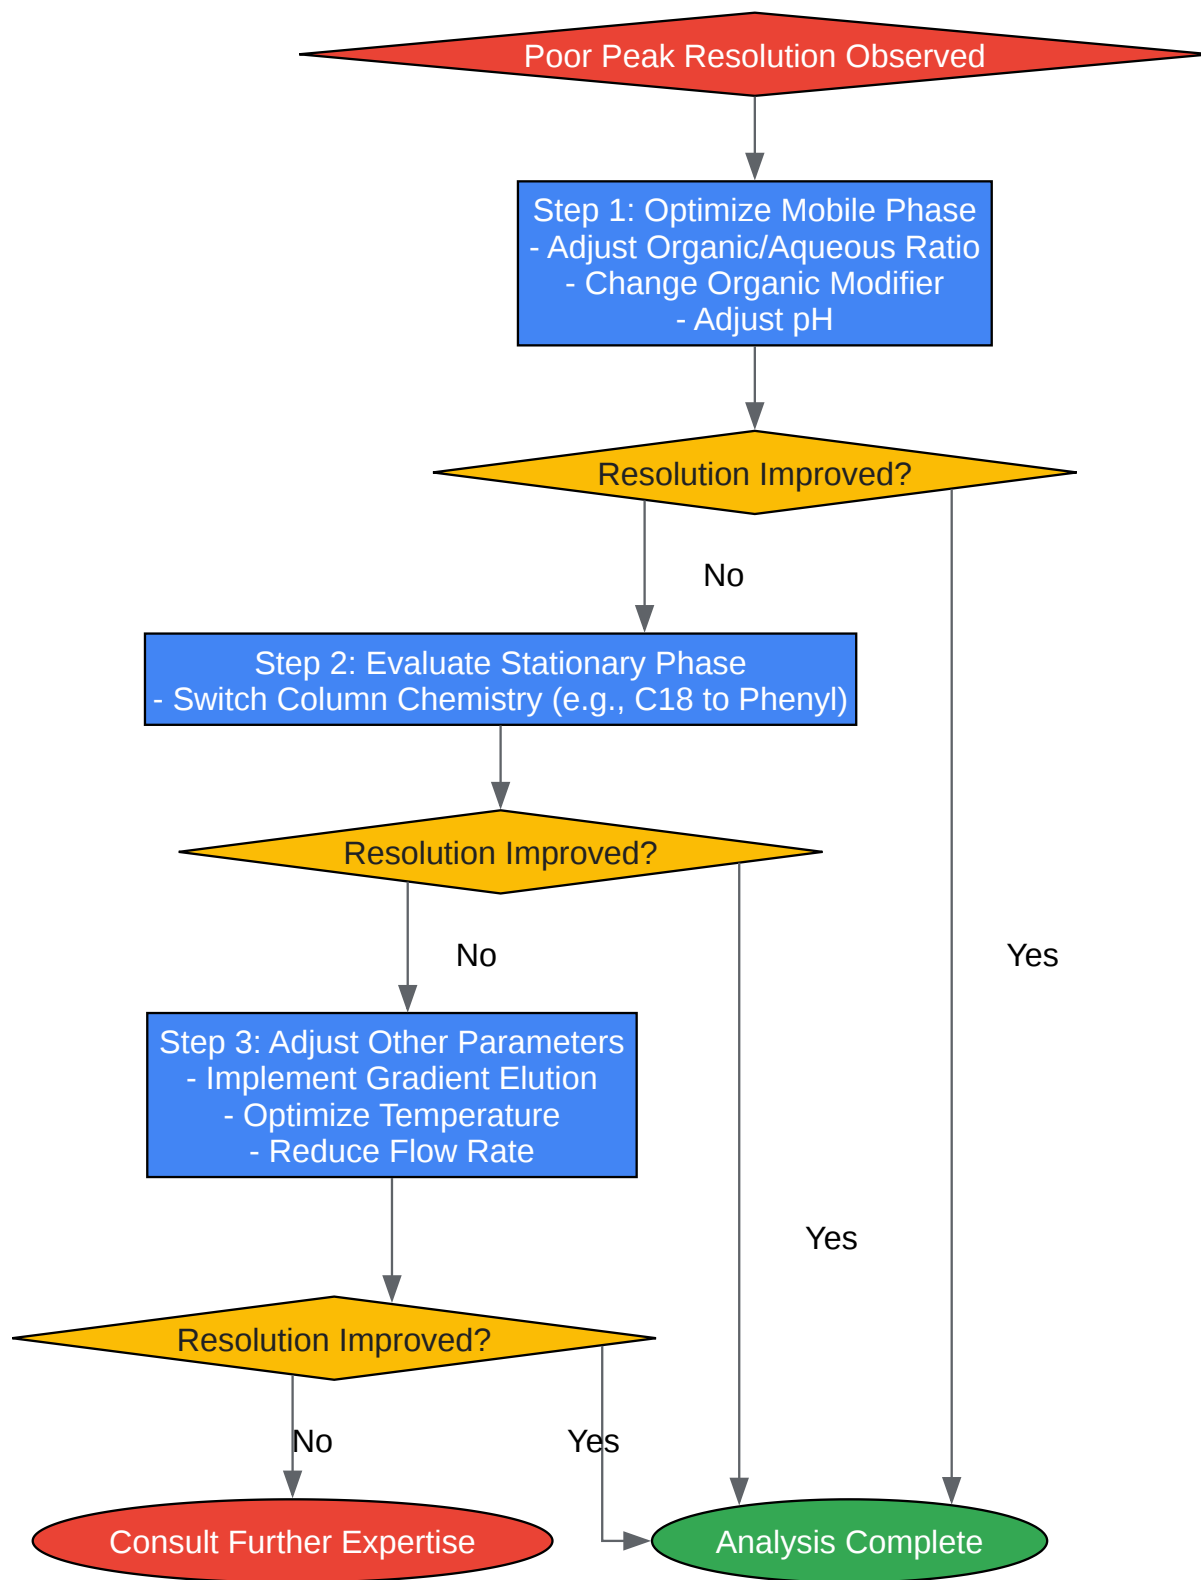 Poor Peak Resolution Observed
Step 1: Optimize Mobile Phase
- Adjust Organic/Aqueous Ratio
- Change Organic Modifier
- Adjust pH
Resolution Improved?
No
Step 2: Evaluate Stationary Phase
- Switch Column Chemistry (e.g., C18 to Phenyl)
Resolution Improved?
No
Yes
Step 3: Adjust Other Parameters
- Implement Gradient Elution
- Optimize Temperature
- Reduce Flow Rate
Yes
Resolution Improved?
No
Yes
Consult Further Expertise
Analysis Complete